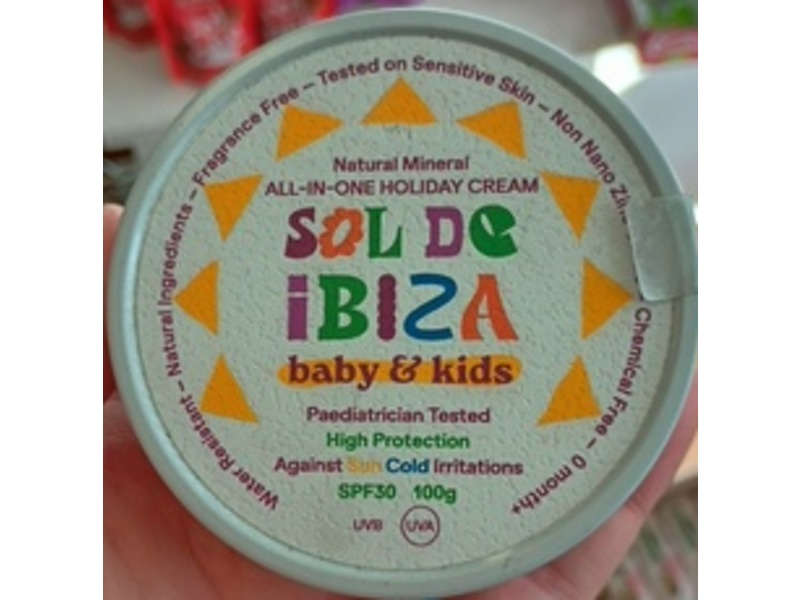 Water Resistant – Natural Ingredients – Fragrance Free – Tested on Sensitive Skin – Non Nano Chemical Free – 0 month+
Natural Mineral
ALL-IN-ONE HOLIDAY CREAM
SOL DE
iBIZA
baby & kids
Paediatrician Tested
High Protection
Against Sun Cold Irritations
SPF30 100g
UVB UVA